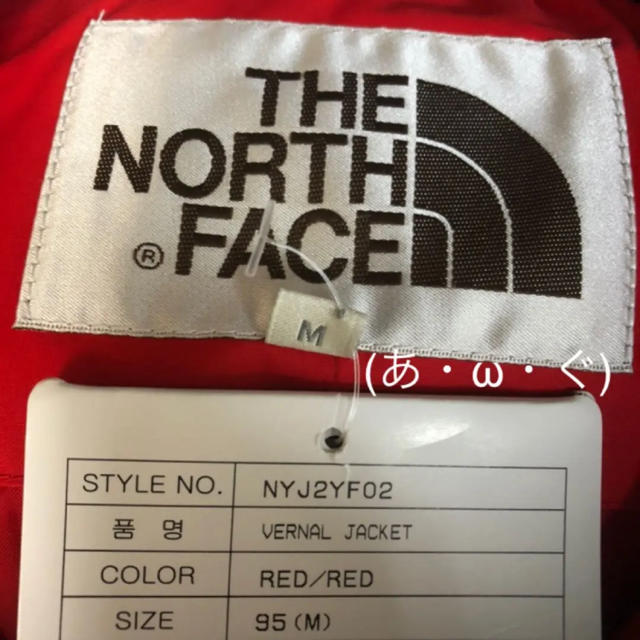 THE
NORTH
® FACE
M
(あ・ω・ぐ)
STYLE NO. NYJ2YF02
품 명 VERNAL JACKET
COLOR RED/RED
SIZE 95(M)